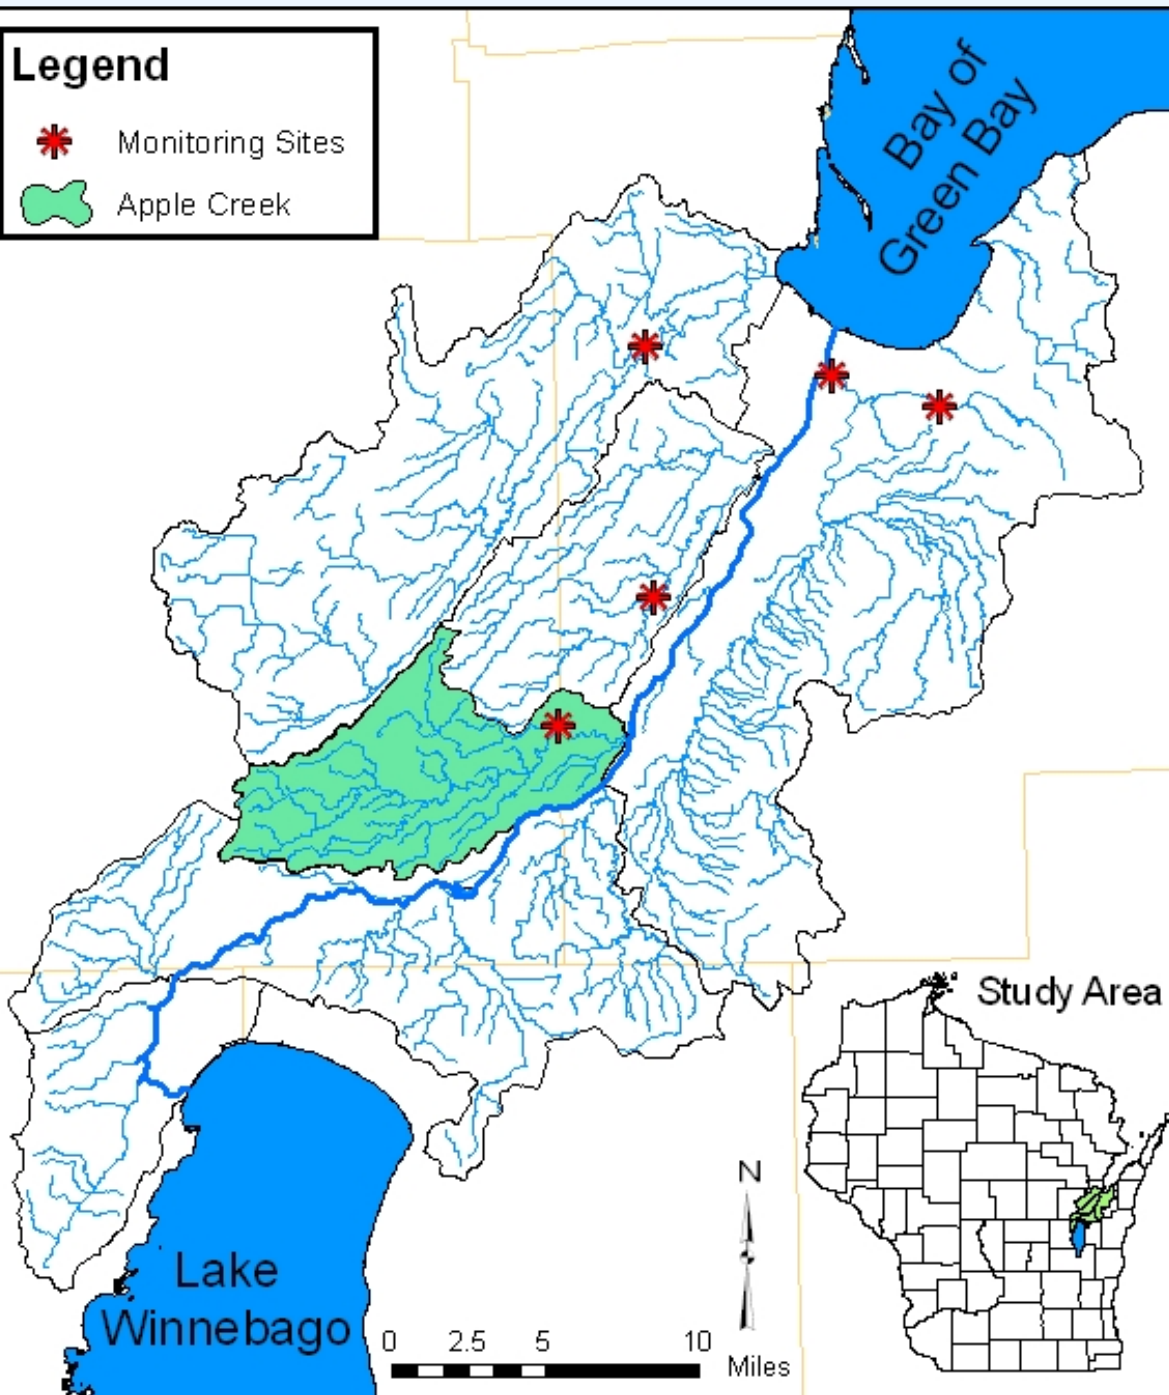 Legend
Monitoring Sites
Apple Creek
Bay of
Green Bay
Study Area
N
Lake
Winnebago
0 2.5 5 10
Miles